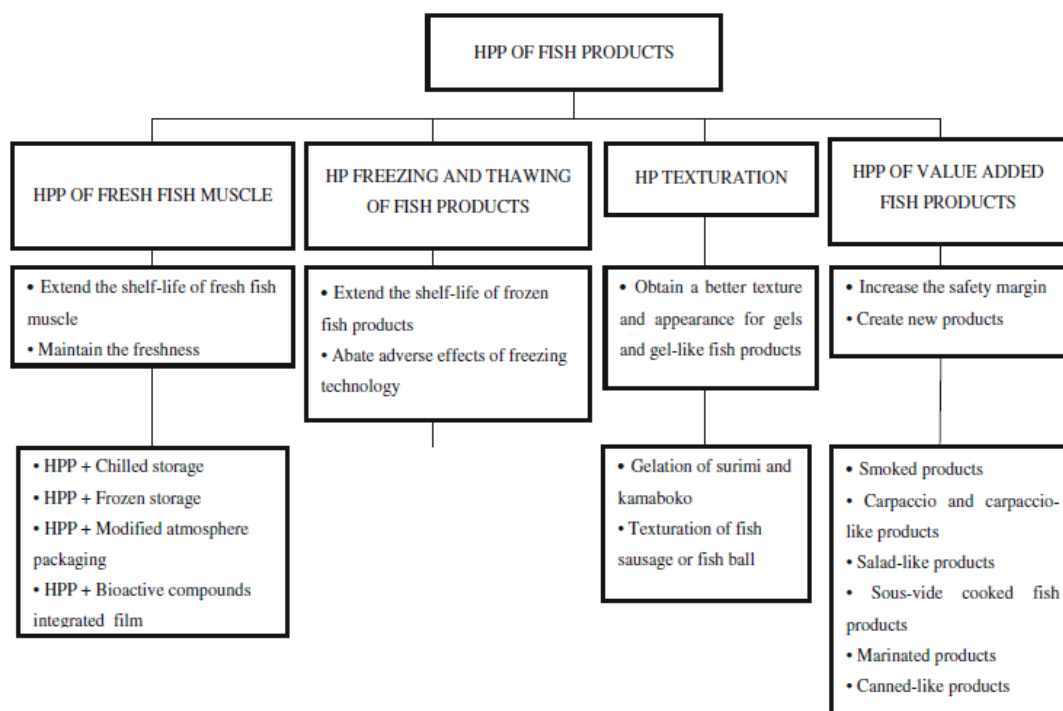 HPP OF FISH PRODUCTS
HPP OF FRESH FISH MUSCLE
HP FREEZING AND THAWING
OF FISH PRODUCTS
HP TEXTURATION
HPP OF VALUE ADDED
FISH PRODUCTS
• Extend the shelf-life of fresh fish
muscle
• Maintain the freshness
• Extend the shelf-life of frozen
fish products
• Abate adverse effects of freezing
technology
• Obtain a better texture
and appearance for gels
and gel-like fish products
• Increase the safety margin
• Create new products
• HPP + Chilled storage
• HPP + Frozen storage
• HPP + Modified atmosphere
packaging
• HPP + Bioactive compounds
integrated film
• Gelation of surimi and
kamaboko
• Texturation of fish
sausage or fish ball
• Smoked products
• Carpaccio and carpaccio-
like products
• Salad-like products
• Sous-vide cooked fish
products
• Marinated products
• Canned-like products